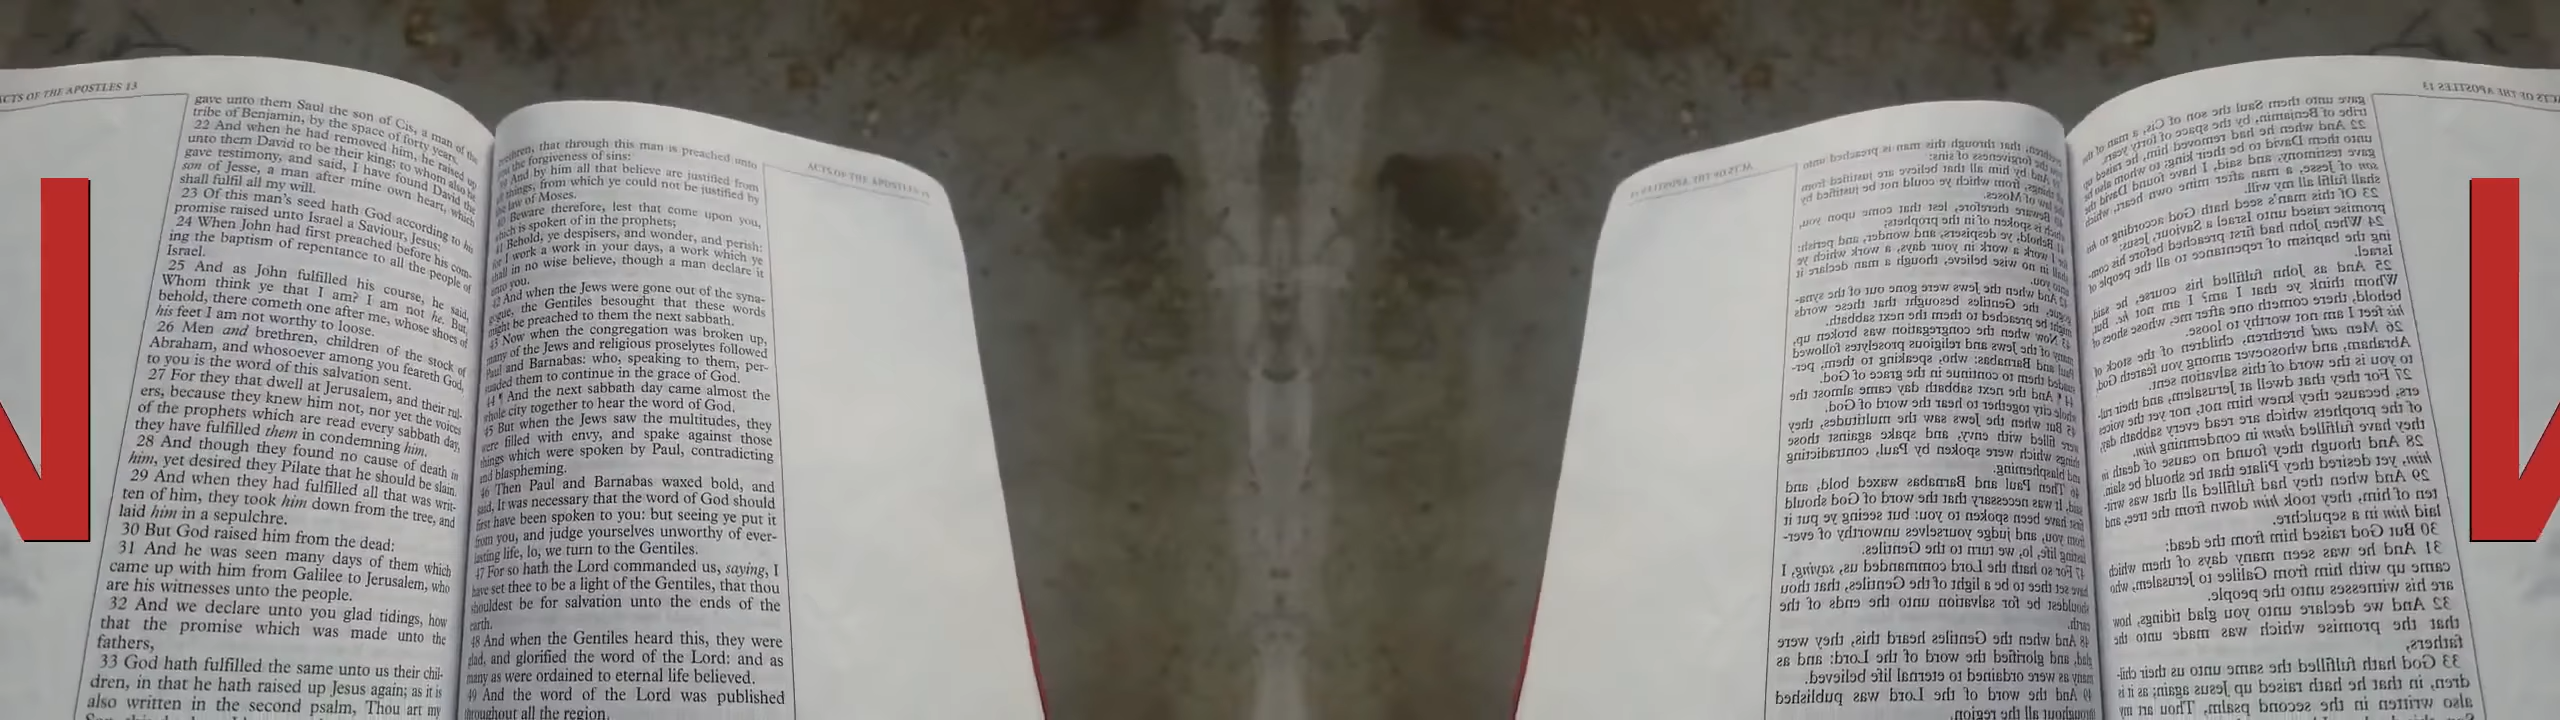 ACTS OF THE APOSTLES 13
gave unto them Saul the son of Cis, a man of the
tribe of Benjamin, by the space of forty years.
22 And when he had removed him, he raised up
unto them David to be their king; to whom also he
gave testimony, and said, I have found David the
son of Jesse, a man after mine own heart, which
shall fulfil all my will.
23 Of this man's seed hath God according to his
promise raised unto Israel a Saviour, Jesus:
24 When John had first preached before his com-
ing the baptism of repentance to all the people of
Israel.
25 And as John fulfilled his course, he said,
Whom think ye that I am? I am not he. But,
behold, there cometh one after me, whose shoes of
his feet I am not worthy to loose.
26 Men and brethren, children of the stock of
Abraham, and whosoever among you feareth God,
to you is the word of this salvation sent.
27 For they that dwell at Jerusalem, and their rul-
ers, because they knew him not, nor yet the voices
of the prophets which are read every sabbath day,
they have fulfilled them in condemning him.
28 And though they found no cause of death in
him, yet desired they Pilate that he should be slain.
29 And when they had fulfilled all that was writ-
ten of him, they took him down from the tree, and
laid him in a sepulchre.
30 But God raised him from the dead:
31 And he was seen many days of them which
came up with him from Galilee to Jerusalem, who
are his witnesses unto the people.
32 And we declare unto you glad tidings, how
that the promise which was made unto the
fathers,
33 God hath fulfilled the same unto us their chil-
dren, in that he hath raised up Jesus again; as it is
also written in the second psalm, Thou art my
ACTS OF THE APOSTLES
brethren, that through this man is preached unto
you the forgiveness of sins:
And by him all that believe are justified from
all things, from which ye could not be justified by
the law of Moses.
40 Beware therefore, lest that come upon you,
which is spoken of in the prophets;
41 Behold, ye despisers, and wonder, and perish:
for I work a work in your days, a work which ye
shall in no wise believe, though a man declare it
unto you.
42 And when the Jews were gone out of the syna-
gogue, the Gentiles besought that these words
might be preached to them the next sabbath.
43 Now when the congregation was broken up,
many of the Jews and religious proselytes followed
Paul and Barnabas: who, speaking to them, per-
suaded them to continue in the grace of God.
44 ¶ And the next sabbath day came almost the
whole city together to hear the word of God.
45 But when the Jews saw the multitudes, they
were filled with envy, and spake against those
things which were spoken by Paul, contradicting
and blaspheming.
46 Then Paul and Barnabas waxed bold, and
said, It was necessary that the word of God should
first have been spoken to you: but seeing ye put it
from you, and judge yourselves unworthy of ever-
lasting life, lo, we turn to the Gentiles.
47 For so hath the Lord commanded us, saying, I
have set thee to be a light of the Gentiles, that thou
shouldest be for salvation unto the ends of the
earth.
48 And when the Gentiles heard this, they were
glad, and glorified the word of the Lord: and as
many as were ordained to eternal life believed.
49 And the word of the Lord was published
throughout all the region.